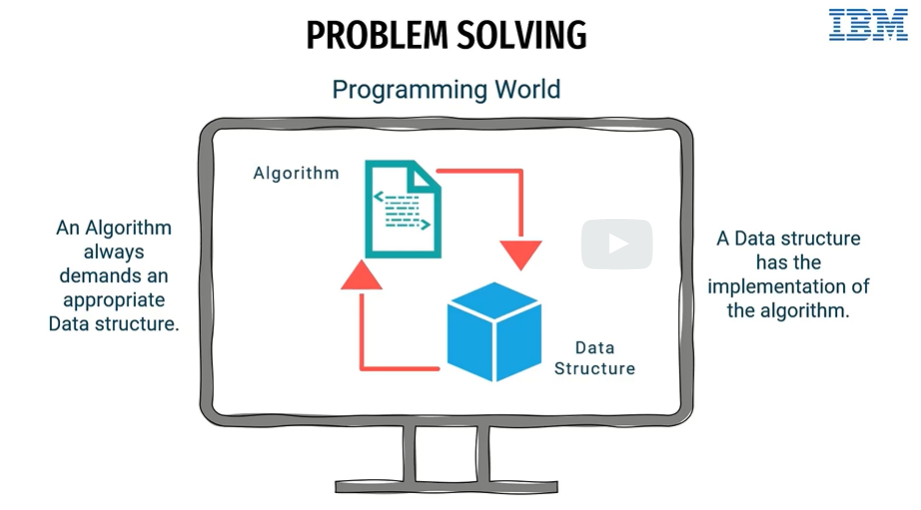 PROBLEM SOLVING
IBM
Programming World
Algorithm
An Algorithm
always
demands an
appropriate
Data structure.
A Data structure
has the
implementation of
the algorithm.
Data
Structure